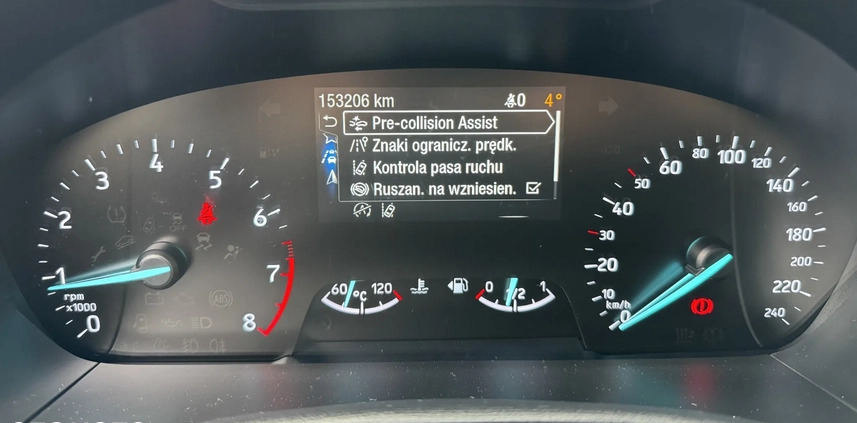 153206 km 0 4°
Pre-collision Assist
Znaki ogranicz. prędk.
Kontrola pasa ruchu
Ruszan. na wzniesien.
0 1 2 3 4 5 6 7 8
rpm
x1000
ABS
60 °C 120
0 1/2 1
0 10 20 30 40 50 60 80 100 120 140 160 180 200 220 240
km/h